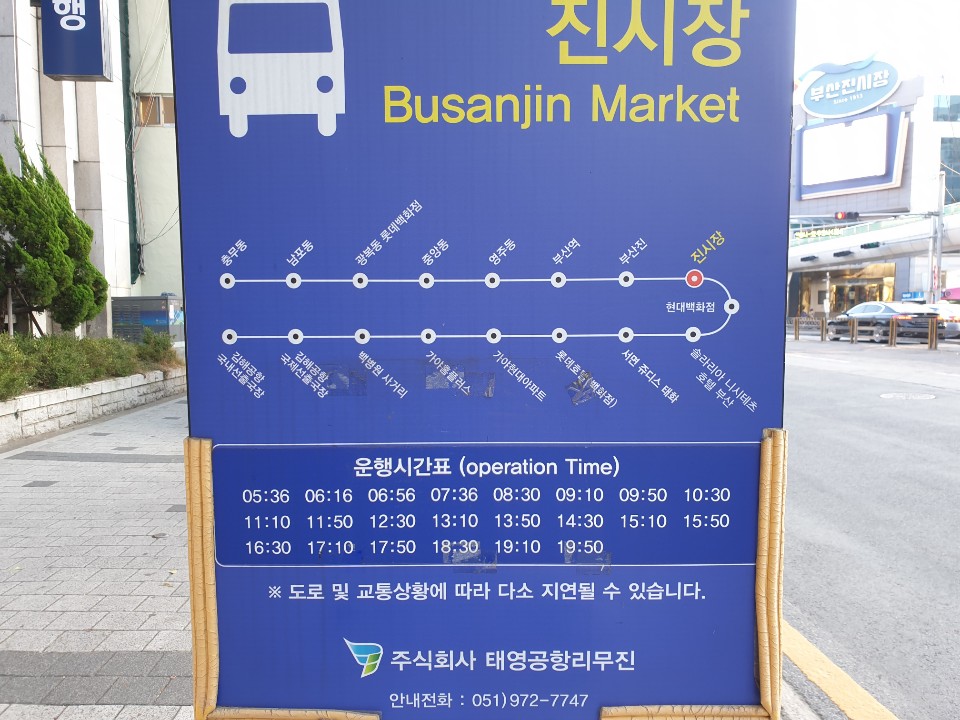 행
진시장
Busanjin Market
부산진시장
Since 1913
충무동
남포동
광복동 롯데백화점
중앙동
영주동
부산역
부산진
진시장
현대백화점
김해공항
국내선출국장
김해공항
국제선출국장
백병원 사거리
가야홈플러스
가야현대아파트
롯데호텔(백화점)
서면 쥬디스 태화
솔라리아 니시테츠
호텔 부산
운행시간표 (operation Time)
05:36 06:16 06:56 07:36 08:30 09:10 09:50 10:30
11:10 11:50 12:30 13:10 13:50 14:30 15:10 15:50
16:30 17:10 17:50 18:30 19:10 19:50
※ 도로 및 교통상황에 따라 다소 지연될 수 있습니다.
주식회사 태영공항리무진
안내전화 : 051)972-7747